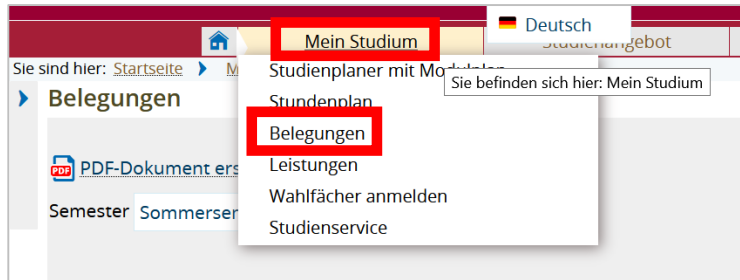 Deutsch
Mein Studium
Studienangebot
Sie sind hier: Startseite
Studienplaner mit Modulplan
Sie befinden sich hier: Mein Studium
Belegungen
Stundenplan
Belegungen
PDF-Dokument ers
Leistungen
Wahlfächer anmelden
Semester Sommersem
Studienservice